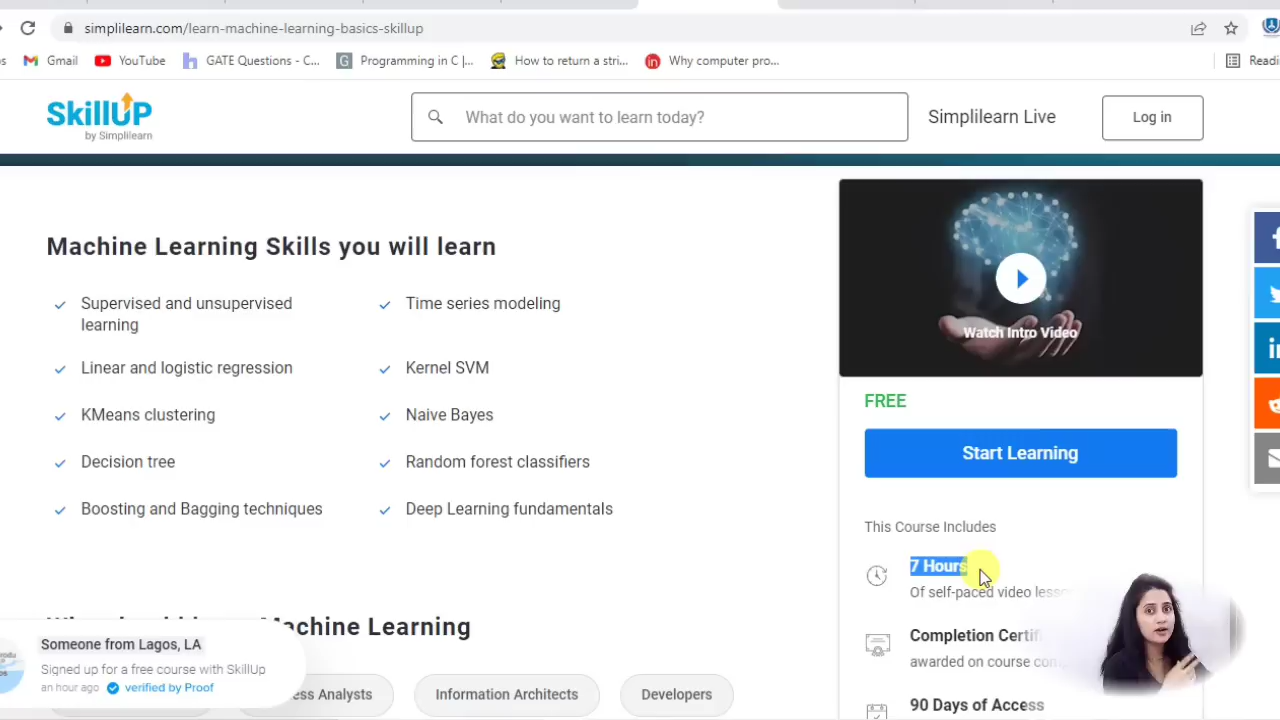 simplilearn.com/learn-machine-learning-basics-skillup
Gmail
YouTube
GATE Questions - C...
Programming in C |...
How to return a stri...
Why computer pro...
SkillUP
by Simplilearn
What do you want to learn today?
Simplilearn Live
Log in
Machine Learning Skills you will learn
Supervised and unsupervised
learning
Time series modeling
Linear and logistic regression
Kernel SVM
KMeans clustering
Naive Bayes
Decision tree
Random forest classifiers
Boosting and Bagging techniques
Deep Learning fundamentals
Watch Intro Video
FREE
Start Learning
This Course Includes
7 Hours
Of self-paced video
Completion
awarded on course
90 Days of Access
Machine Learning
Someone from Lagos, LA
Signed up for a free course with SkillUp
an hour ago
verified by Proof
Analysts
Information Architects
Developers